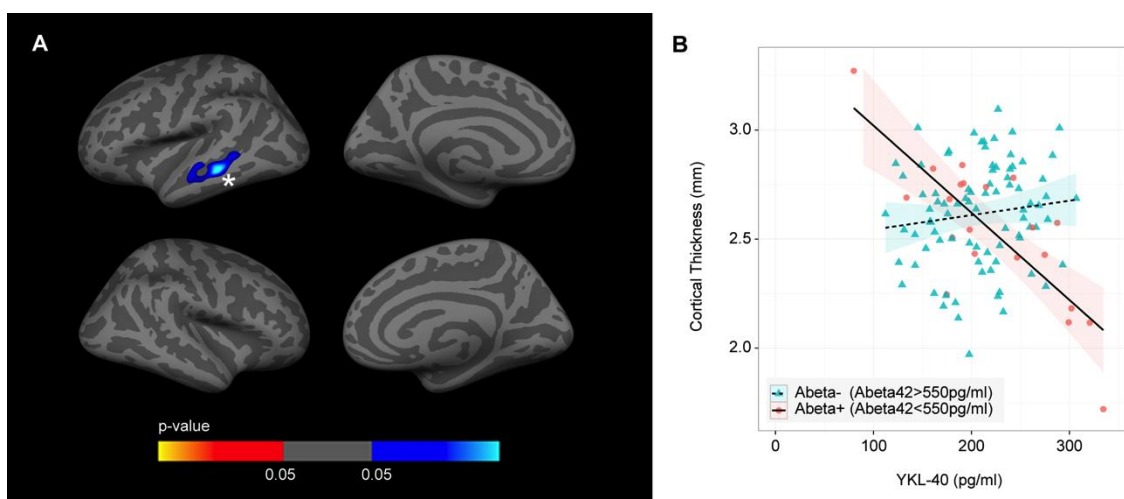 A
*
p-value
0.05
0.05
B
Cortical Thickness (mm)
3.0
2.5
2.0
Abeta- (Abeta42>550pg/ml)
Abeta+ (Abeta42<550pg/ml)
0
100
200
300
YKL-40 (pg/ml)